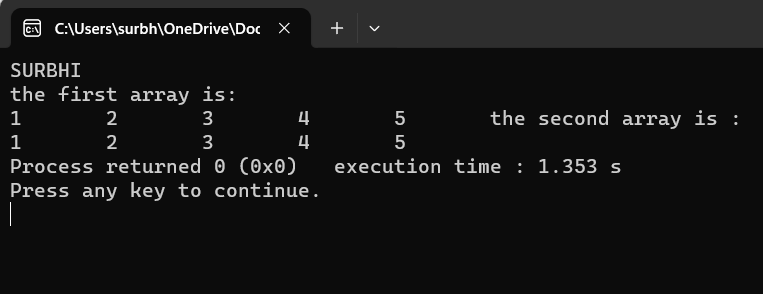 C:\Users\surbh\OneDrive\Doc
SURBHI
the first array is:
1 2 3 4 5 the second array is :
1 2 3 4 5
Process returned 0 (0x0) execution time : 1.353 s
Press any key to continue.